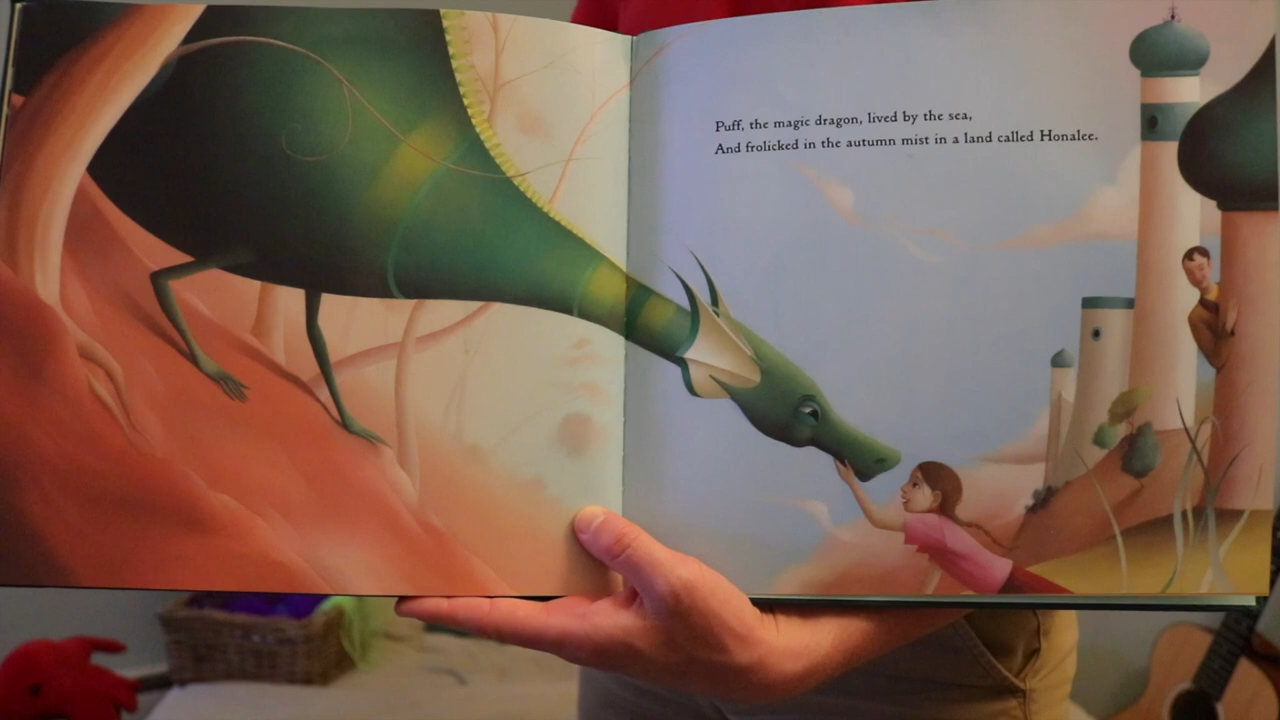 Puff, the magic dragon, lived by the sea,
And frolicked in the autumn mist in a land called Honalee.